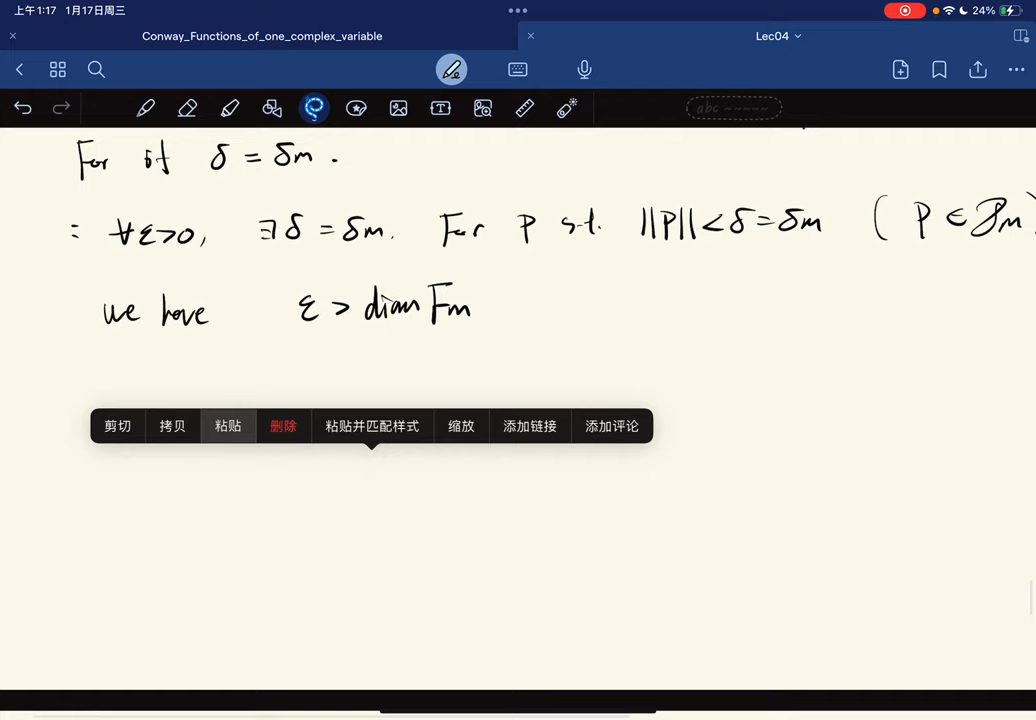 上午1:17 1月17日周三
24%
Conway_Functions_of_one_complex_variable
Lec04
abc
For if δ = δm .
: ∀ε>0, ∃δ = δm. For P s.t. ||P|| < δ = δm ( P ∈ 𝒫m )
we have ε > diam Fm
剪切 拷贝 粘贴 删除 粘贴并匹配样式 缩放 添加链接 添加评论